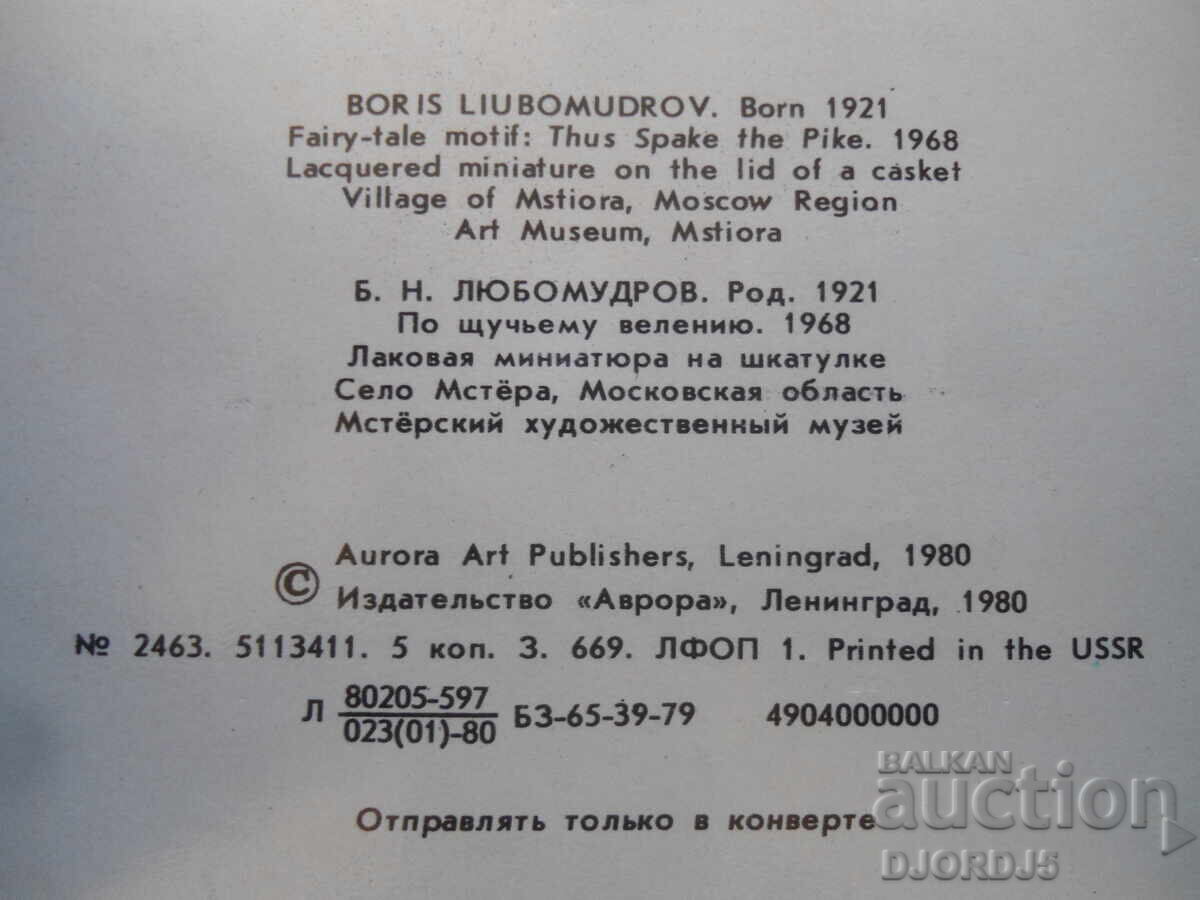 BORIS LIUBOMUDROV. Born 1921
Fairy-tale motif: Thus Spake the Pike. 1968
Lacquered miniature on the lid of a casket
Village of Mstiora, Moscow Region
Art Museum, Mstiora
Б. Н. ЛЮБОМУДРОВ. Род. 1921
По щучьему велению. 1968
Лаковая миниатюра на шкатулке
Село Мстёра, Московская область
Мстёрский художественный музей
© Aurora Art Publishers, Leningrad, 1980
Издательство «Аврора», Ленинград, 1980
№ 2463. 5113411. 5 коп. З. 669. ЛФОП 1. Printed in the USSR
Л 80205-597 БЗ-65-39-79 4904000000
023(01)-80
Отправлять только в конверте
BALKAN
auction
DJORDJ5